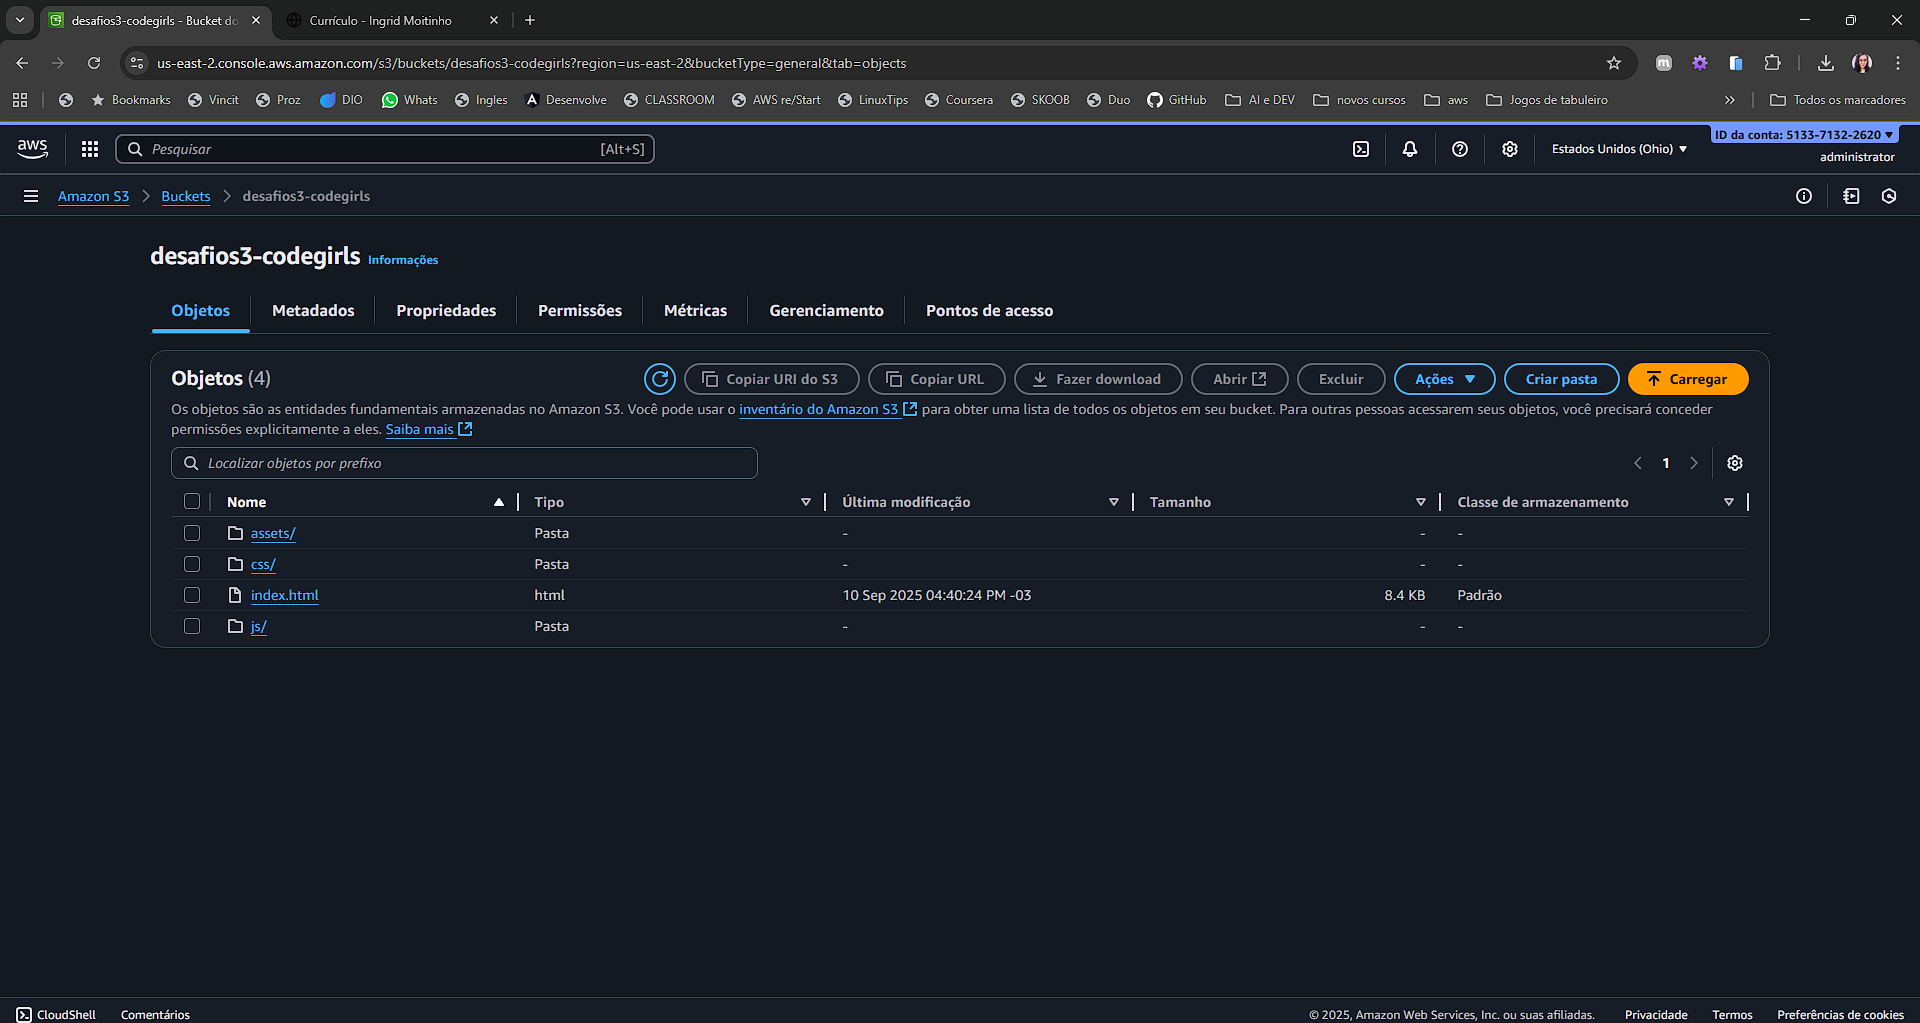 desafios3-codegirls - Bucket do
Currículo - Ingrid Moitinho
us-east-2.console.aws.amazon.com/s3/buckets/desafios3-codegirls?region=us-east-2&bucketType=general&tab=objects
Bookmarks Vincit Proz DIO Whats Ingles Desenvolve CLASSROOM AWS re/Start LinuxTips Coursera SKOOB Duo GitHub AI e DEV novos cursos aws Jogos de tabuleiro Todos os marcadores
aws Pesquisar [Alt+S] Estados Unidos (Ohio) ID da conta: 5133-7132-2620
administrator
Amazon S3 Buckets desafios3-codegirls
desafios3-codegirls Informações
Objetos Metadados Propriedades Permissões Métricas Gerenciamento Pontos de acesso
Objetos (4) Copiar URI do S3 Copiar URL Fazer download Abrir Excluir Ações Criar pasta Carregar
Os objetos são as entidades fundamentais armazenadas no Amazon S3. Você pode usar o inventário do Amazon S3 para obter uma lista de todos os objetos em seu bucket. Para outras pessoas acessarem seus objetos, você precisará conceder
permissões explicitamente a eles. Saiba mais
Localizar objetos por prefixo 1
Nome Tipo Última modificação Tamanho Classe de armazenamento
assets/ Pasta - - -
css/ Pasta - - -
index.html html 10 Sep 2025 04:40:24 PM -03 8.4 KB Padrão
js/ Pasta - - -
CloudShell Comentários © 2025, Amazon Web Services, Inc. ou suas afiliadas. Privacidade Termos Preferências de cookies